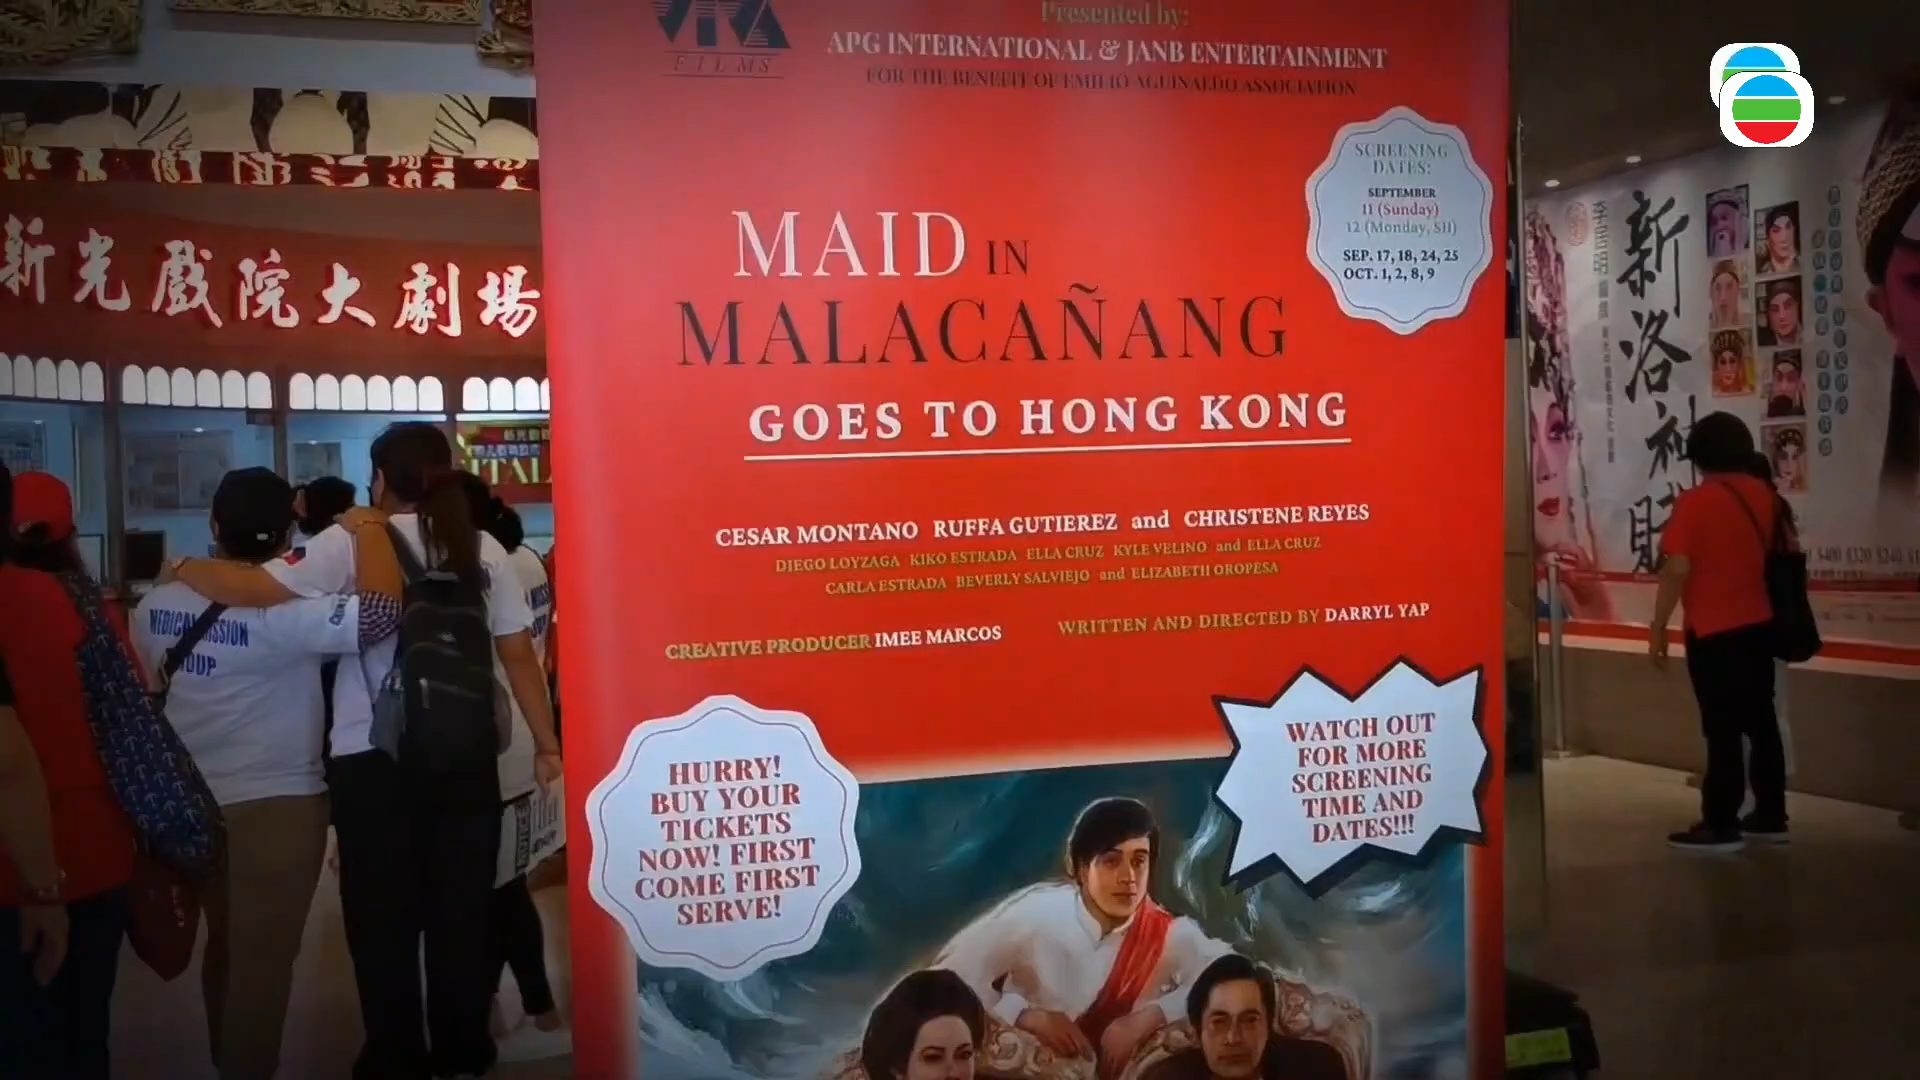 VIVA
FILMS
Presented by:
APG INTERNATIONAL & JANB ENTERTAINMENT
FOR THE BENEFIT OF EMILIO AGUINALDO ASSOCIATION
SCREENING
DATES:
SEPTEMBER
11 (Sunday)
12 (Monday, SH)
SEP. 17, 18, 24, 25
OCT. 1, 2, 8, 9
MAID IN
MALACAÑANG
GOES TO HONG KONG
CESAR MONTANO RUFFA GUTIEREZ and CHRISTENE REYES
DIEGO LOYZAGA KIKO ESTRADA ELLA CRUZ KYLE VELINO and ELLA CRUZ
CARLA ESTRADA BEVERLY SALVIEJO and ELIZABETH OROPESA
CREATIVE PRODUCER IMEE MARCOS
WRITTEN AND DIRECTED BY DARRYL YAP
HURRY!
BUY YOUR
TICKETS
NOW! FIRST
COME FIRST
SERVE!
WATCH OUT
FOR MORE
SCREENING
TIME AND
DATES!!!
新光戲院大劇場
MEDICAL MISSION
GROUP
新洛神賦